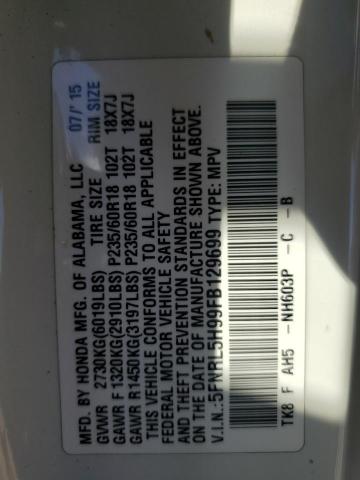 MFD. BY HONDA MFG. OF ALABAMA, LLC 07/' 15
GVWR 2730KG(6019LBS) TIRE SIZE RIM SIZE
GAWR F 1320KG(2910LBS) P235/60R18 102T 18X7J
GAWR R1450KG(3197LBS) P235/60R18 102T 18X7J
THIS VEHICLE CONFORMS TO ALL APPLICABLE
FEDERAL MOTOR VEHICLE SAFETY
AND THEFT PREVENTION STANDARDS IN EFFECT
ON THE DATE OF MANUFACTURE SHOWN ABOVE.
V.I.N.:5FNRL5H99FB129699 TYPE: MPV
TK8 F AH5 -NH603P -C -B